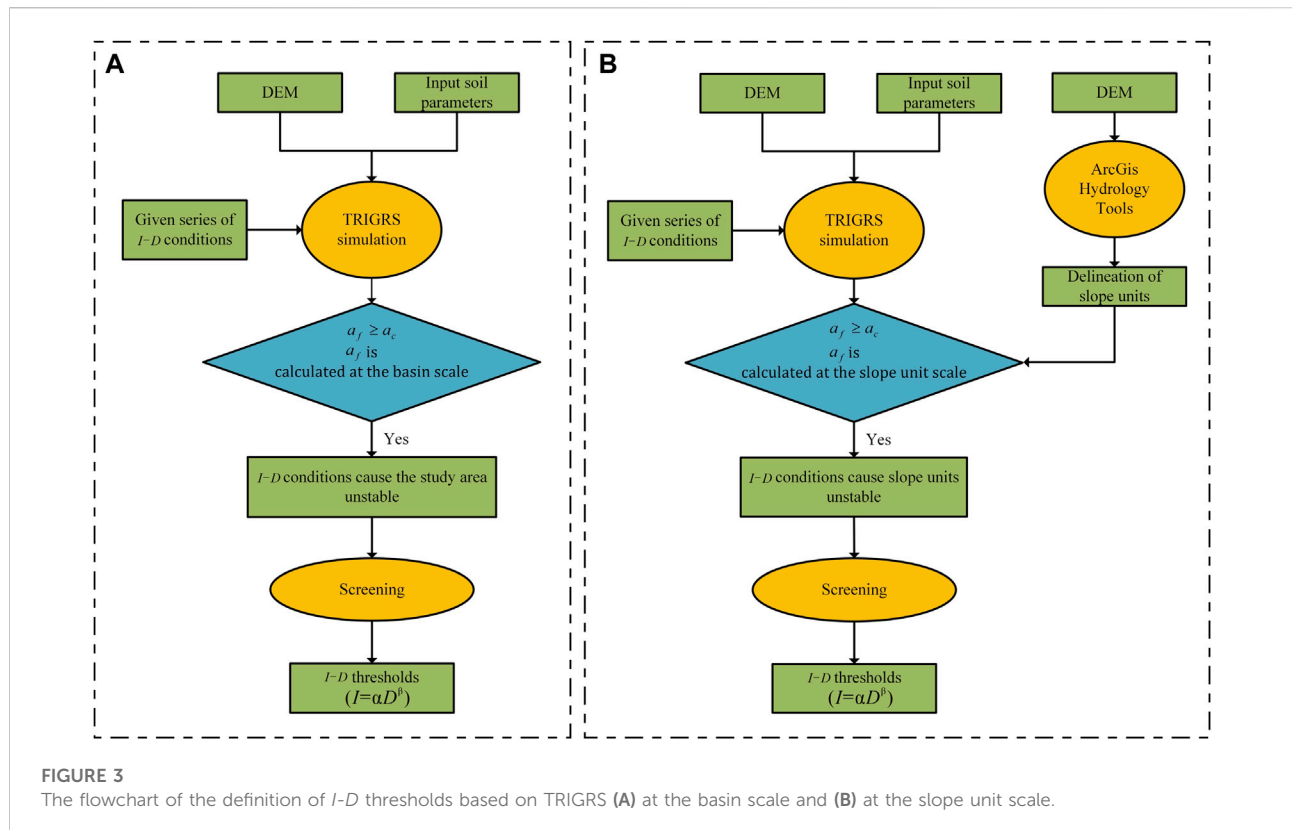 A
DEM
Input soil
parameters
Given series of
I-D conditions
TRIGRS
simulation
a_f ≥ a_c
a_f is
calculated at the basin scale
Yes
I-D conditions cause the study area
unstable
Screening
I-D thresholds
(I=αD^β)
B
DEM
Input soil
parameters
DEM
Given series of
I-D conditions
TRIGRS
simulation
ArcGis
Hydrology
Tools
Delineation of
slope units
a_f ≥ a_c
a_f is
calculated at the slope unit scale
Yes
I-D conditions cause slope units
unstable
Screening
I-D thresholds
(I=αD^β)
FIGURE 3
The flowchart of the definition of I-D thresholds based on TRIGRS (A) at the basin scale and (B) at the slope unit scale.